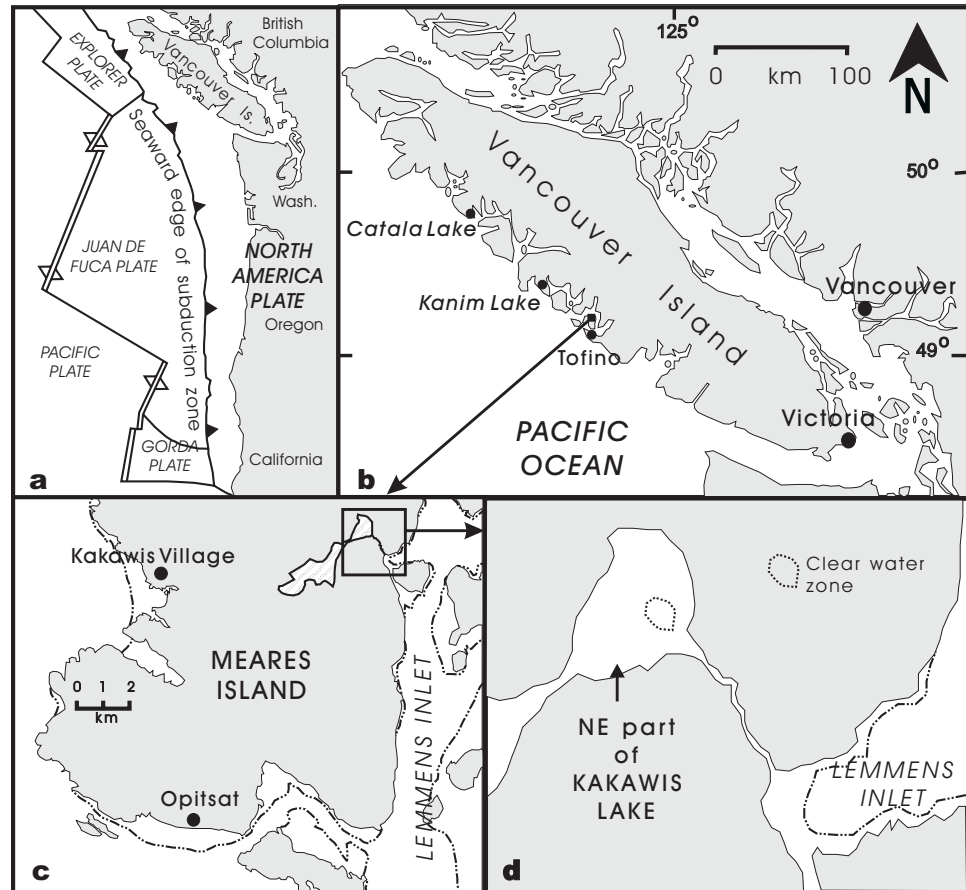 British
Columbia
EXPLORER
PLATE
Vancouver Is.
Seaward edge of subduction zone
Wash.
JUAN DE
FUCA PLATE
NORTH
AMERICA
PLATE
Oregon
PACIFIC
PLATE
GORDA
PLATE
California
a
125°
0 km 100
N
50°
Vancouver
Island
Catala Lake
Kanim Lake
Vancouver
49°
Tofino
Victoria
PACIFIC
OCEAN
b
Kakawis Village
MEARES
ISLAND
0 1 2
km
LEMMENS INLET
Opitsat
c
Clear water
zone
NE part
of
KAKAWIS
LAKE
LEMMENS
INLET
d